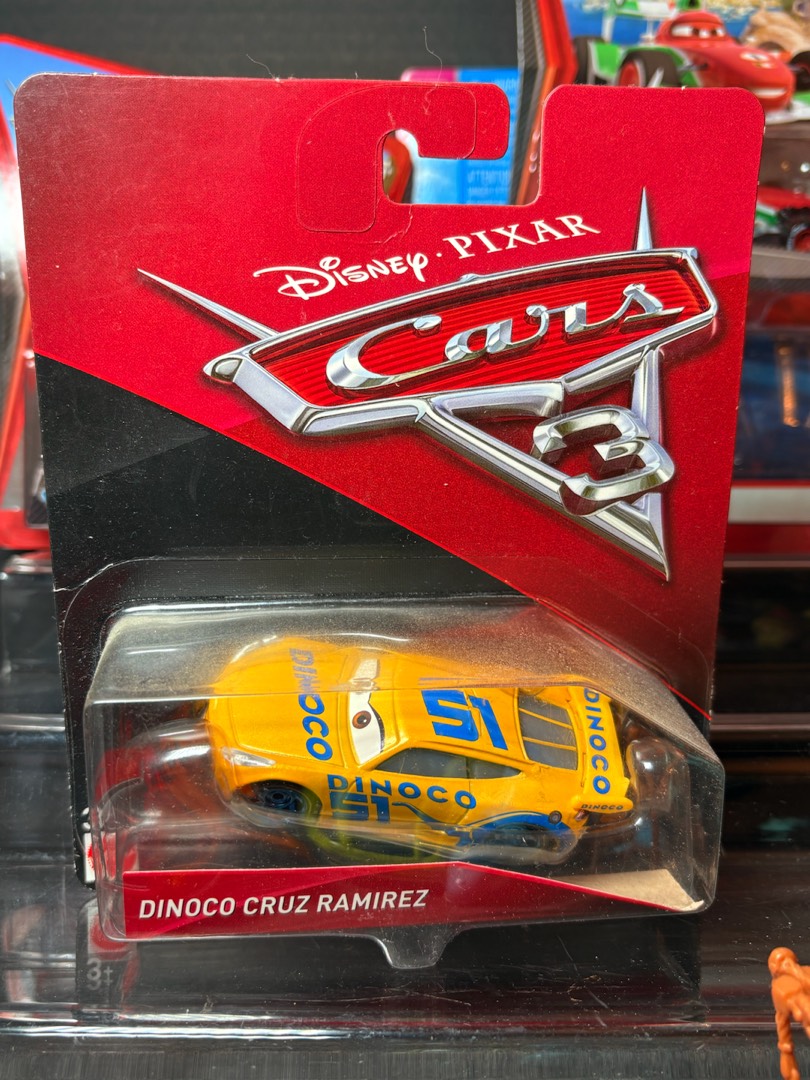 Disney · PIXAR
Cars
3
DINOCO
51
DINOCO
DINOCO
51
DINOCO
DINOCO CRUZ RAMIREZ
3+